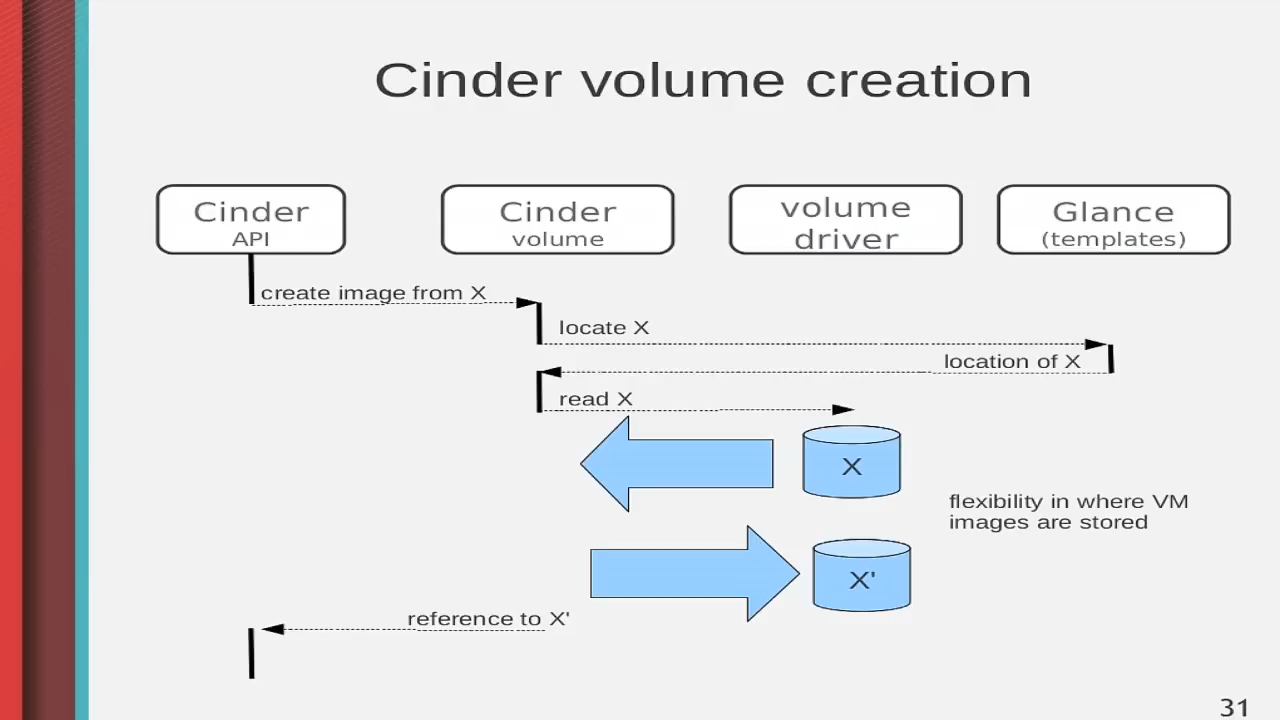 Cinder volume creation
Cinder
API
Cinder
volume
volume
driver
Glance
(templates)
create image from X
locate X
location of X
read X
X
flexibility in where VM
images are stored
X'
reference to X'
31